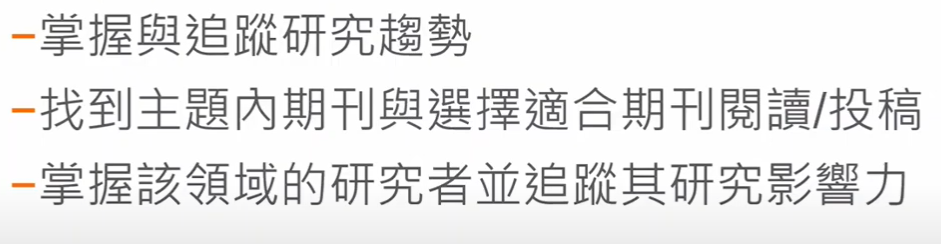 –掌握與追蹤研究趨勢
–找到主題內期刊與選擇適合期刊閱讀/投稿
–掌握該領域的研究者並追蹤其研究影響力